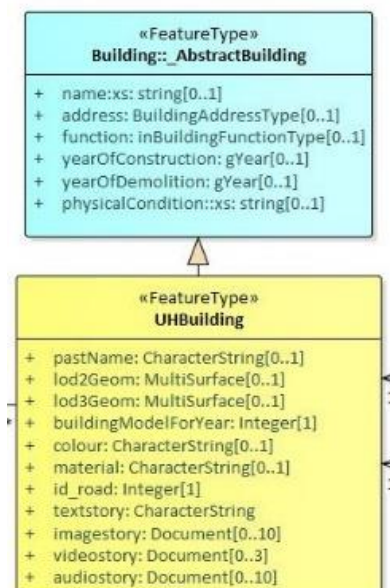 «FeatureType»
Building::_AbstractBuilding
+ name:xs: string[0..1]
+ address: BuildingAddressType[0..1]
+ function: inBuildingFunctionType[0..1]
+ yearOfConstruction: gYear[0..1]
+ yearOfDemolition: gYear[0..1]
+ physicalCondition::xs: string[0..1]
«FeatureType»
UHBuilding
+ pastName: CharacterString[0..1]
+ lod2Geom: MultiSurface[0..1]
+ lod3Geom: MultiSurface[0..1]
+ buildingModelForYear: Integer[1]
+ colour: CharacterString[0..1]
+ material: CharacterString[0..1]
+ id_road: Integer[1]
+ textstory: CharacterString
+ imagestory: Document[0..10]
+ videostory: Document[0..3]
+ audiostory: Document[0..10]